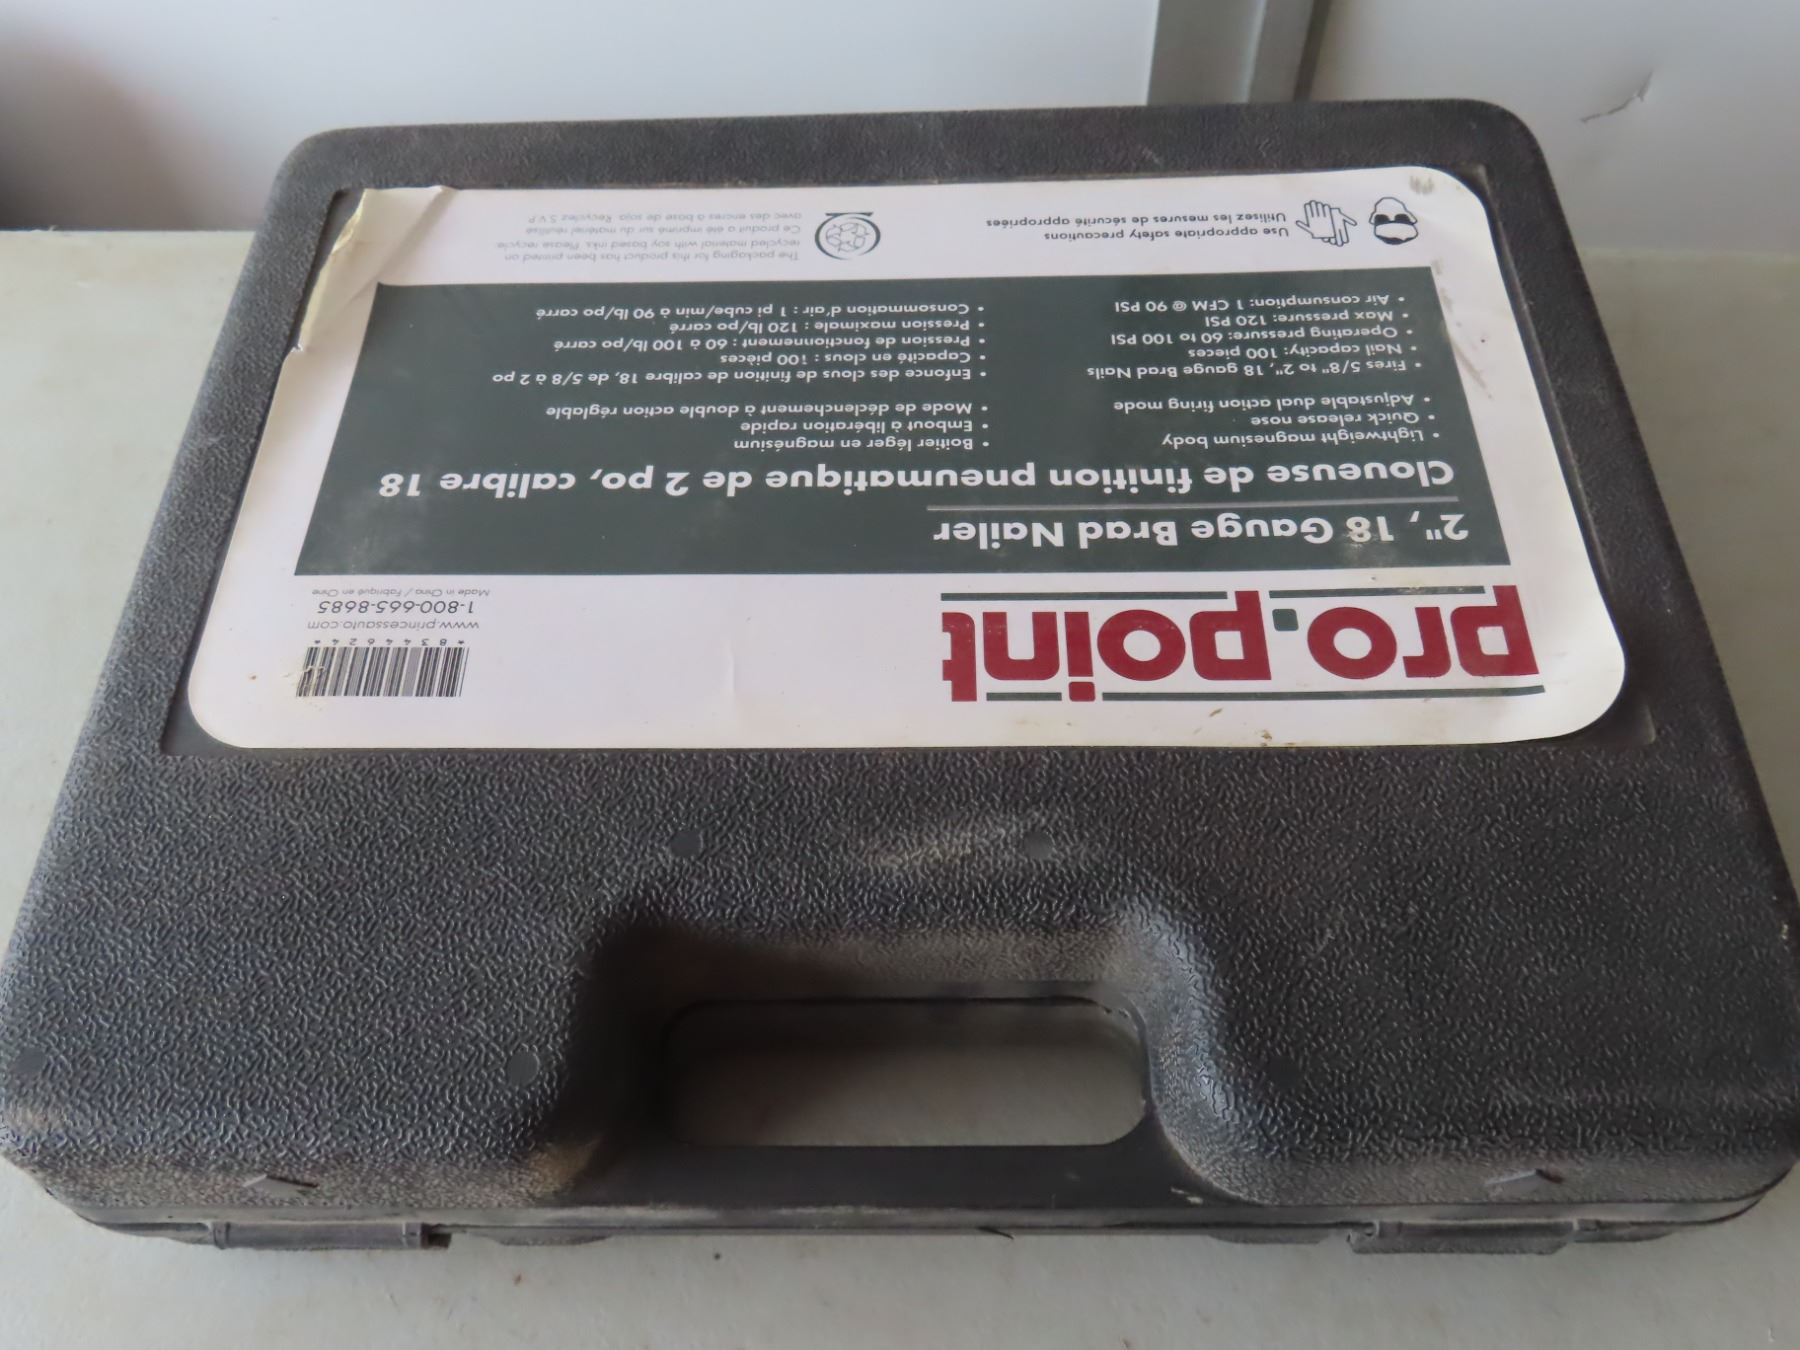 pro.point
*8344624*
www.princessauto.com
1-800-665-8685
Made in China / Fabriqué en Chine
2", 18 Gauge Brad Nailer
Cloueuse de finition pneumatique de 2 po, calibre 18
• Lightweight magnesium body
• Quick release nose
• Adjustable dual action firing mode
• Fires 5/8" to 2", 18 gauge Brad Nails
• Nail capacity: 100 pieces
• Operating pressure: 60 to 100 PSI
• Max pressure: 120 PSI
• Air consumption: 1 CFM @ 90 PSI
• Boitier léger en magnésium
• Embout à libération rapide
• Mode de déclenchement à double action réglable
• Enfonce des clous de finition de calibre 18, de 5/8 à 2 po
• Capacité en clous : 100 pièces
• Pression de fonctionnement : 60 à 100 lb/po carré
• Pression maximale : 120 lb/po carré
• Consommation d'air : 1 pi cube/min à 90 lb/po carré
Use appropriate safety precautions
Utilisez les mesures de sécurité appropriées
The packaging for this product has been printed on
recycled material with soy based inks. Please recycle.
Ce produit a été imprimé sur du matériel réutilisé
avec des encres à base de soja. Recyclez S.V.P.